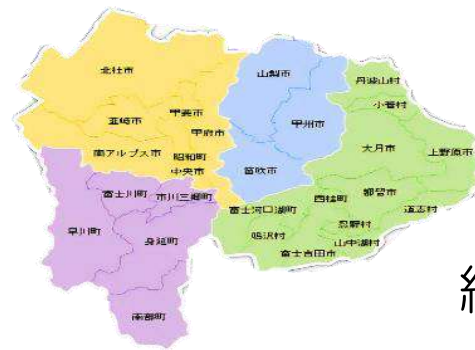 北杜市
山梨市
丹波山村
小菅村
韮崎市
甲斐市
甲府市
甲州市
大月市
上野原市
南アルプス市
昭和町
中央市
笛吹市
富士川町
市川三郷町
富士河口湖町
西桂町
都留市
道志村
早川町
身延町
鳴沢村
忍野村
富士吉田市
山中湖村
南部町